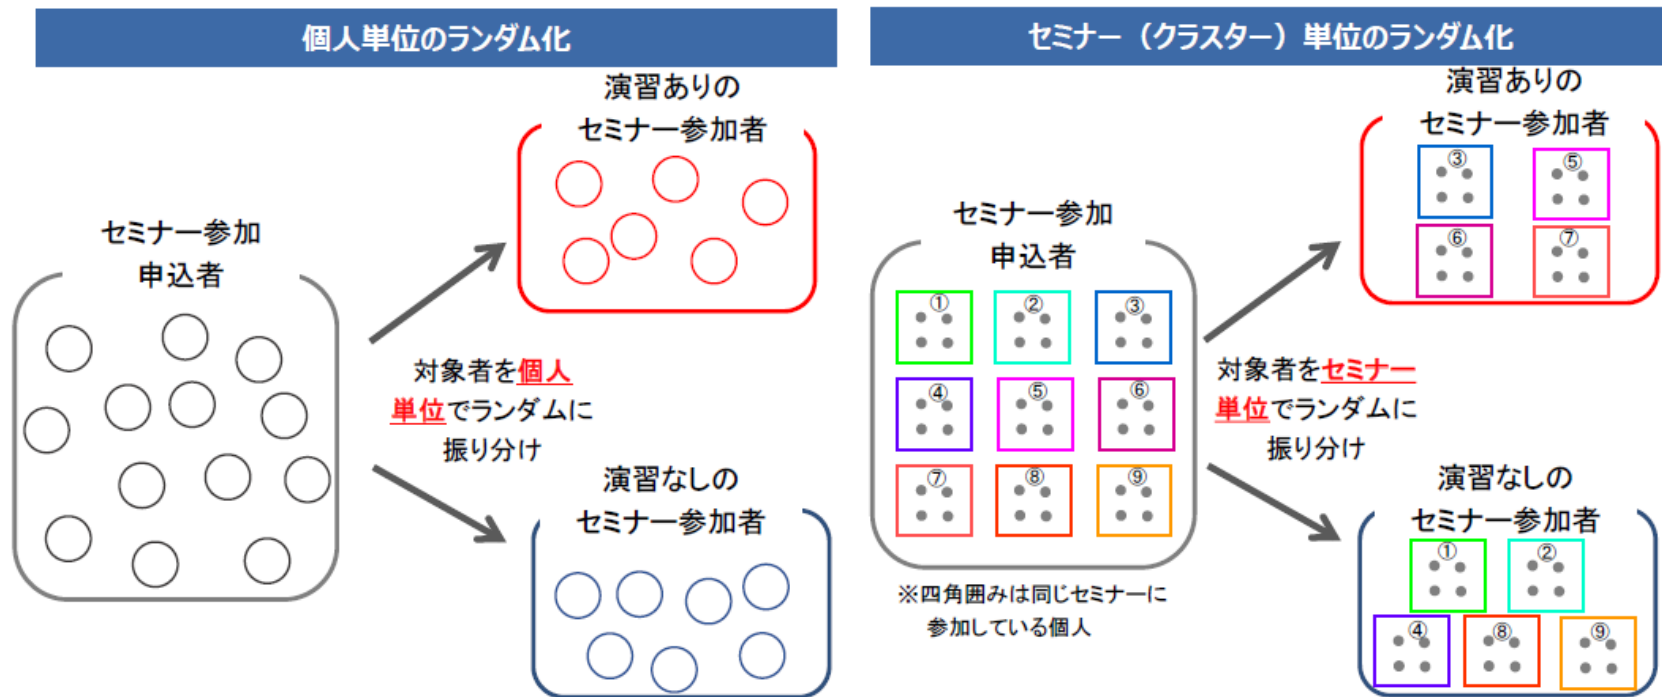 個人単位のランダム化
演習ありの
セミナー参加者
セミナー参加
申込者
対象者を個人
単位でランダムに
振り分け
演習なしの
セミナー参加者
セミナー（クラスター）単位のランダム化
演習ありの
セミナー参加者
③ ⑤
⑥ ⑦
セミナー参加
申込者
① ② ③
④ ⑤ ⑥
⑦ ⑧ ⑨
対象者をセミナー
単位でランダムに
振り分け
※四角囲みは同じセミナーに
参加している個人
演習なしの
セミナー参加者
① ②
④ ⑧ ⑨